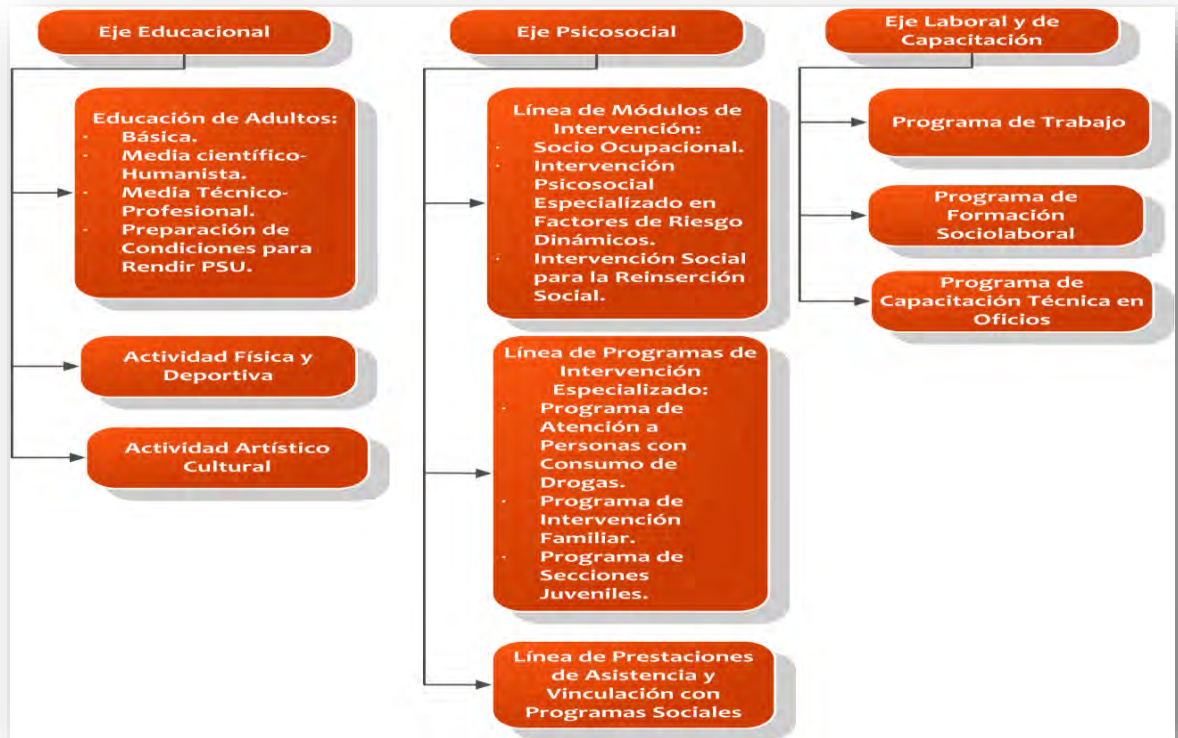 Eje Educacional
Educación de Adultos:
· Básica.
· Media científico-
Humanista.
· Media Técnico-
Profesional.
· Preparación de
Condiciones para
Rendir PSU.
Actividad Física y
Deportiva
Actividad Artístico
Cultural
Eje Psicosocial
Línea de Módulos de
Intervención:
· Socio Ocupacional.
· Intervención
Psicosocial
Especializado en
Factores de Riesgo
Dinámicos.
· Intervención Social
para la Reinserción
Social.
Línea de Programas de
Intervención
Especializado:
· Programa de
Atención a
Personas con
Consumo de
Drogas.
· Programa de
Intervención
Familiar.
· Programa de
Secciones
Juveniles.
Línea de Prestaciones
de Asistencia y
Vinculación con
Programas Sociales
Eje Laboral y de
Capacitación
Programa de Trabajo
Programa de
Formación
Sociolaboral
Programa de
Capacitación Técnica en
Oficios